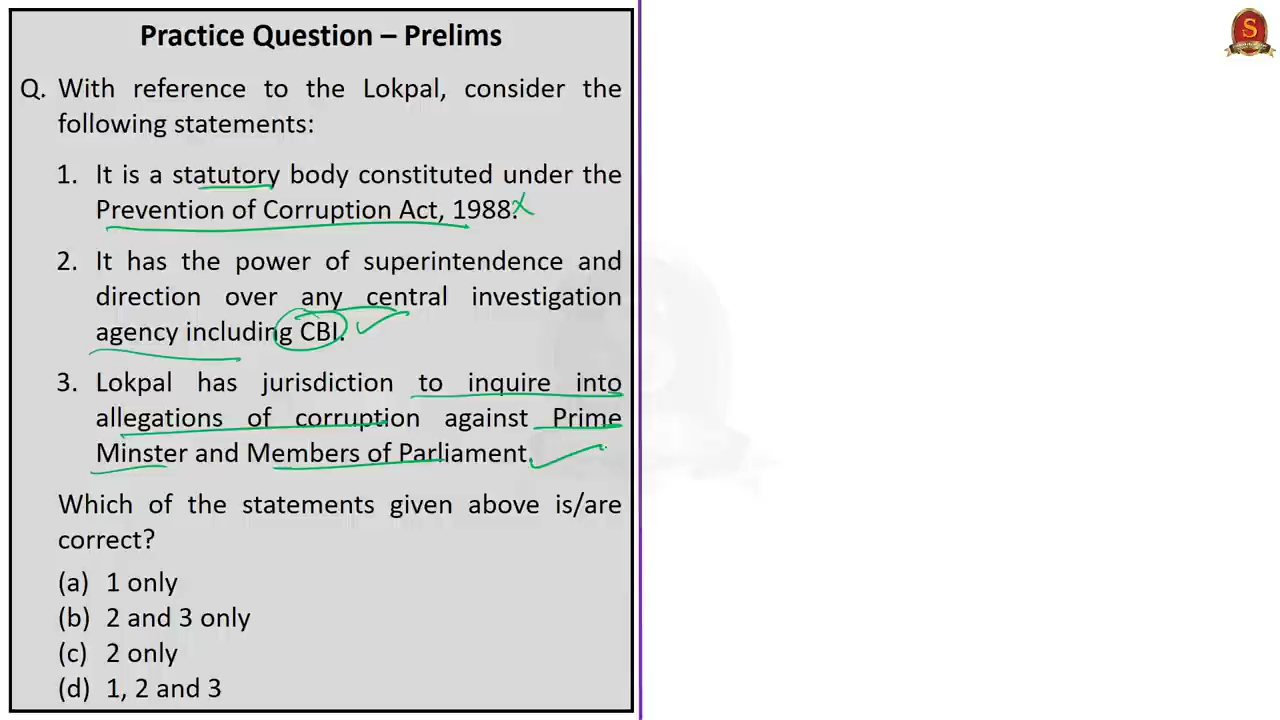 Practice Question – Prelims
Q. With reference to the Lokpal, consider the
following statements:
1. It is a statutory body constituted under the
Prevention of Corruption Act, 1988.
2. It has the power of superintendence and
direction over any central investigation
agency including CBI.
3. Lokpal has jurisdiction to inquire into
allegations of corruption against Prime
Minster and Members of Parliament.
Which of the statements given above is/are
correct?
(a) 1 only
(b) 2 and 3 only
(c) 2 only
(d) 1, 2 and 3
S